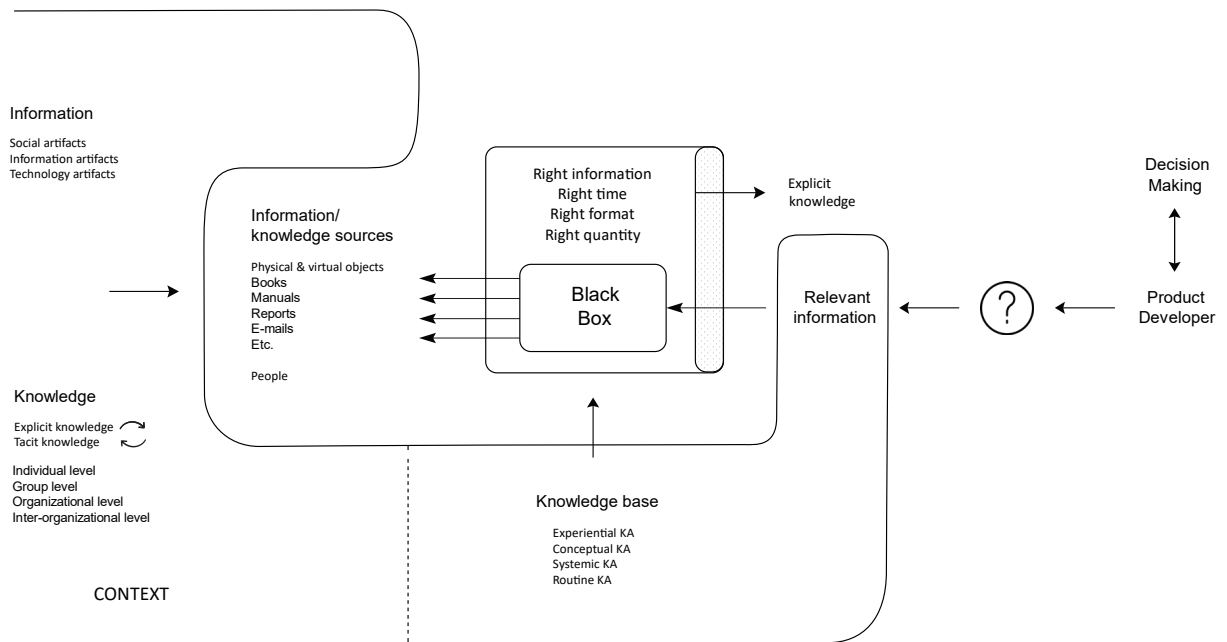 Information
Social artifacts
Information artifacts
Technology artifacts
Knowledge
Explicit knowledge
Tacit knowledge
Individual level
Group level
Organizational level
Inter-organizational level
CONTEXT
Information/
knowledge sources
Physical & virtual objects
Books
Manuals
Reports
E-mails
Etc.
People
Right information
Right time
Right format
Right quantity
Black
Box
Explicit
knowledge
Knowledge base
Experiential KA
Conceptual KA
Systemic KA
Routine KA
Relevant
information
?
Decision
Making
Product
Developer